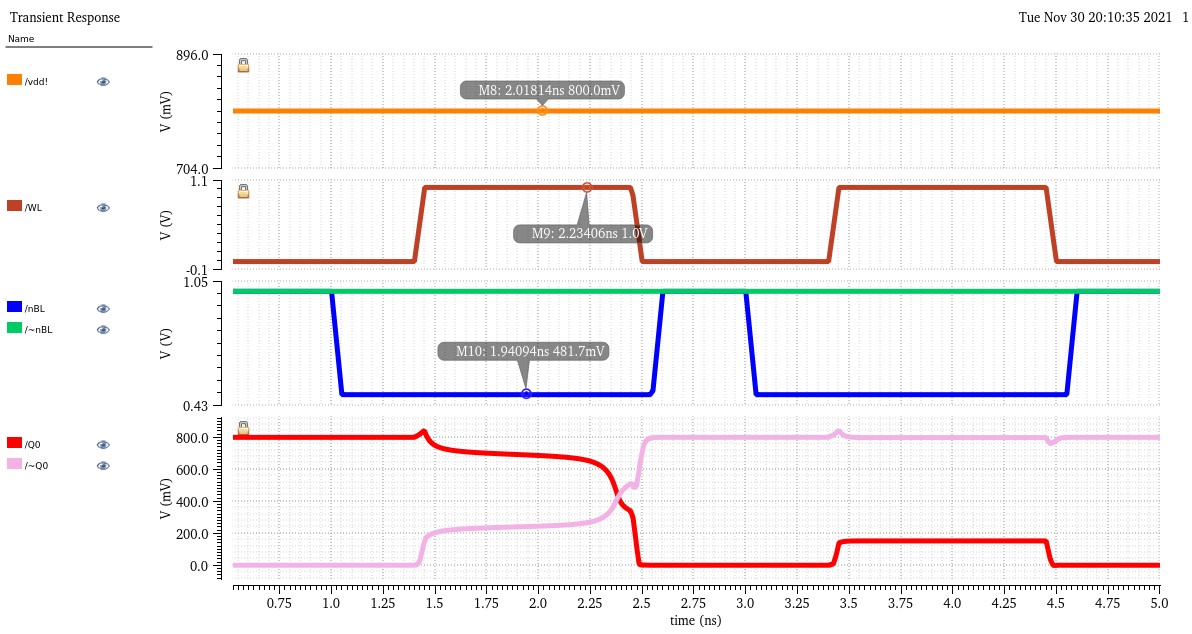 Transient Response
Tue Nov 30 20:10:35 2021 1
Name
/vdd!
896.0
V (mV)
704.0
M8: 2.01814ns 800.0mV
/WL
1.1
V (V)
-0.1
M9: 2.23406ns 1.0V
/nBL
/~nBL
1.05
V (V)
0.43
M10: 1.94094ns 481.7mV
/Q0
/~Q0
800.0
600.0
400.0
200.0
0.0
V (mV)
0.75 1.0 1.25 1.5 1.75 2.0 2.25 2.5 2.75 3.0 3.25 3.5 3.75 4.0 4.25 4.5 4.75 5.0
time (ns)